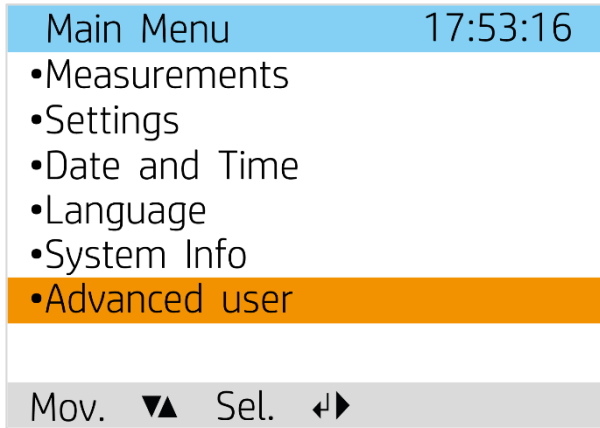 Main Menu 17:53:16
•Measurements
•Settings
•Date and Time
•Language
•System Info
•Advanced user
Mov. ▼▲ Sel. ↲▶